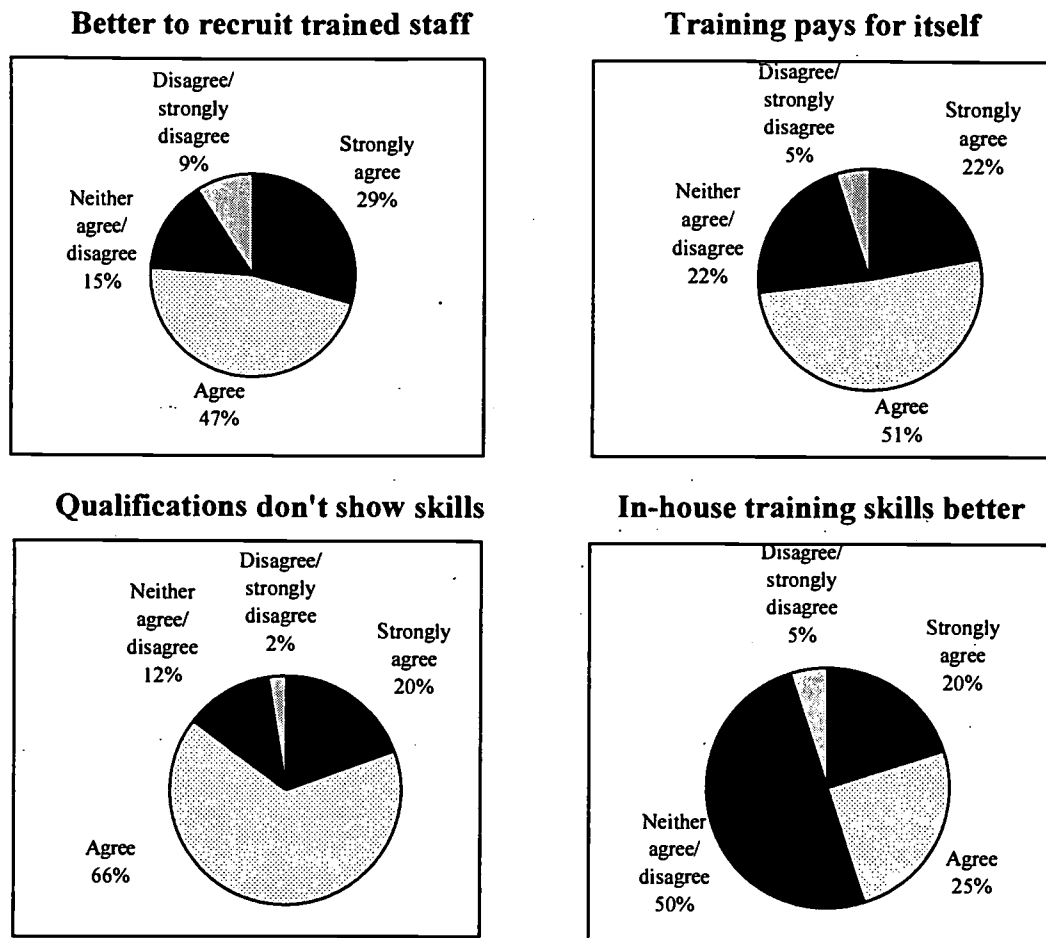 Better to recruit trained staff
Disagree/
strongly
disagree
9%
Strongly
agree
29%
Neither
agree/
disagree
15%
Agree
47%
Training pays for itself
Disagree/
strongly
disagree
5%
Strongly
agree
22%
Neither
agree/
disagree
22%
Agree
51%
Qualifications don't show skills
Disagree/
strongly
disagree
2%
Neither
agree/
disagree
12%
Strongly
agree
20%
Agree
66%
In-house training skills better
Disagree/
strongly
disagree
5%
Strongly
agree
20%
Neither
agree/
disagree
50%
Agree
25%